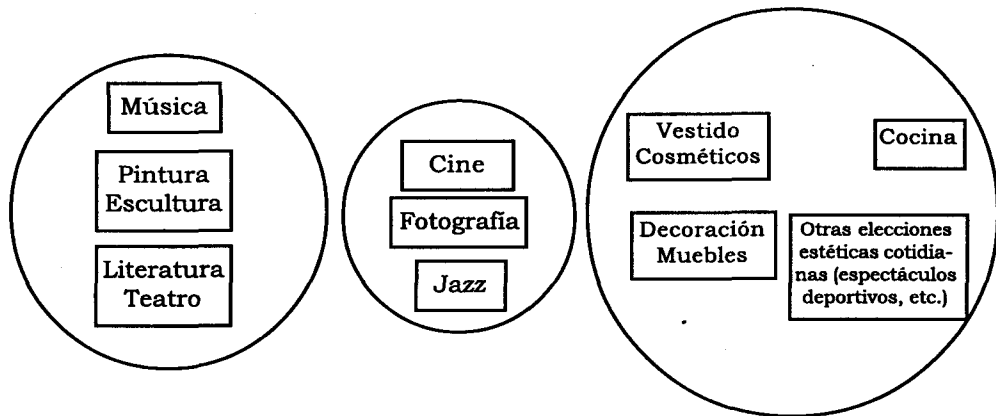 Música
Pintura
Escultura
Literatura
Teatro
Cine
Fotografía
Jazz
Vestido
Cosméticos
Cocina
Decoración
Muebles
Otras elecciones
estéticas cotidia-
nas (espectáculos
deportivos, etc.)